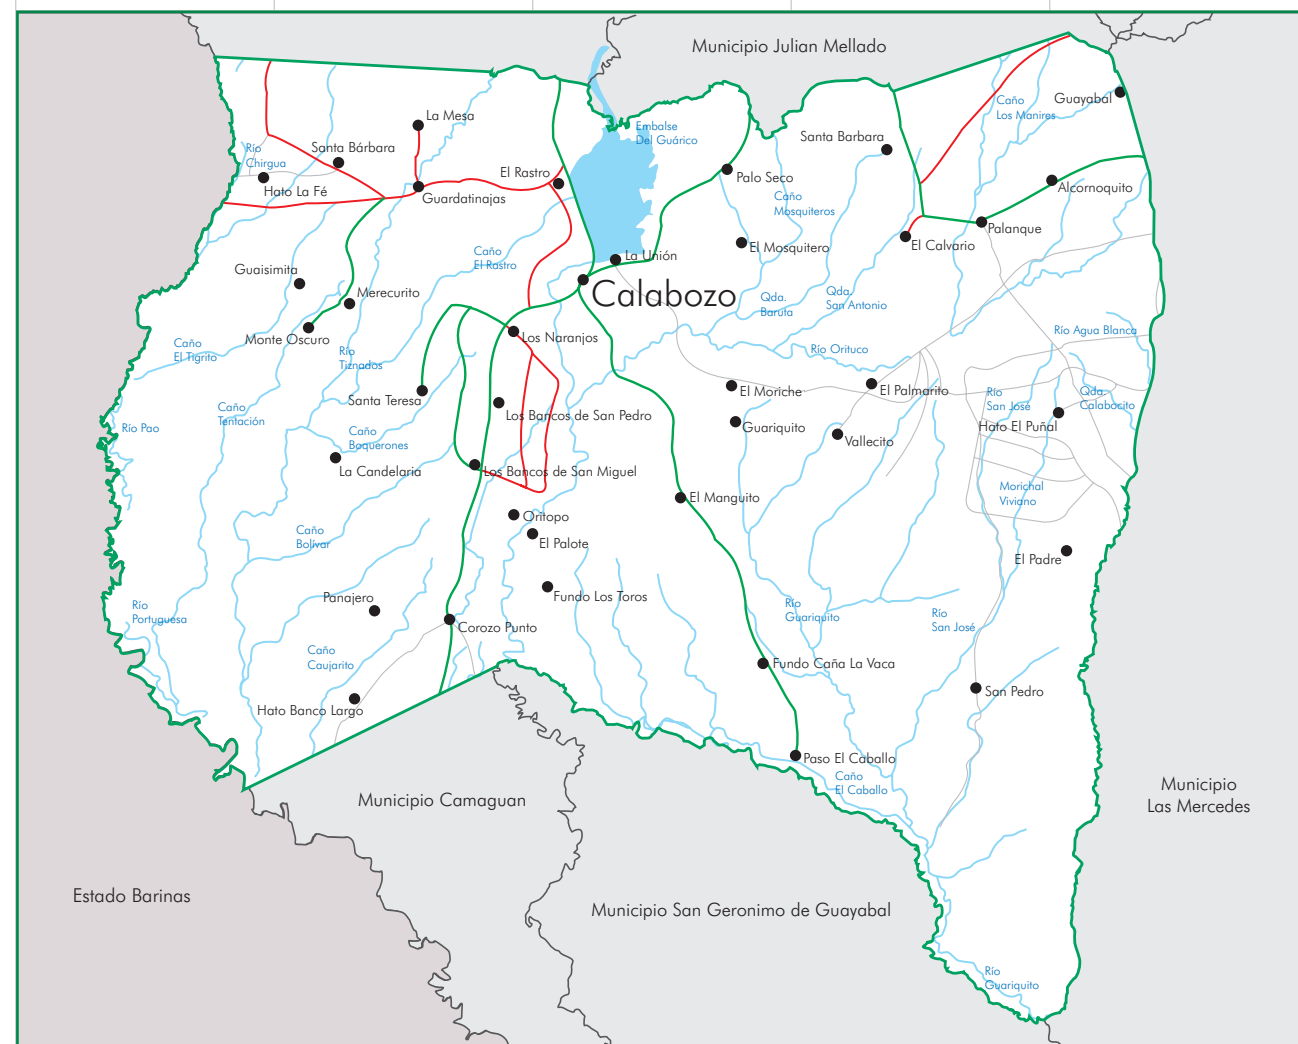 Municipio Julian Mellado
Guayabal
Caño
Los Manires
La Mesa
Embalse
Del Guárico
Santa Barbara
Río
Chirgua
Santa Bárbara
El Rastro
Palo Seco
Hato La Fé
Guardatinajas
Alcornoquito
Caño
Mosquiteros
Palanque
El Calvario
El Mosquitero
Caño
El Rastro
La Unión
Guaisimita
Merecurito
Calabozo
Qda.
Baruta
Qda.
San Antonio
Monte Oscuro
Los Naranjos
Río Agua Blanca
Caño
El Tigrito
Río
Tiznados
Río Orituco
El Moriche
El Palmarito
Santa Teresa
Río
San José
Qda.
Calabocito
Caño
Tentación
Los Bancos de San Pedro
Hato El Puñal
Río Pao
Caño
Boquerones
Guariquito
Vallecito
La Candelaria
Los Bancos de San Miguel
Morichal
Viviano
El Manguito
Oritopo
Caño
Bolívar
El Palote
El Padre
Panajero
Fundo Los Toros
Río
Portuguesa
Río
Guariquito
Río
San José
Corozo Punto
Caño
Caujarito
Fundo Caña La Vaca
San Pedro
Hato Banco Largo
Paso El Caballo
Caño
El Caballo
Municipio
Las Mercedes
Municipio Camaguan
Estado Barinas
Municipio San Geronimo de Guayabal
Río
Guariquito